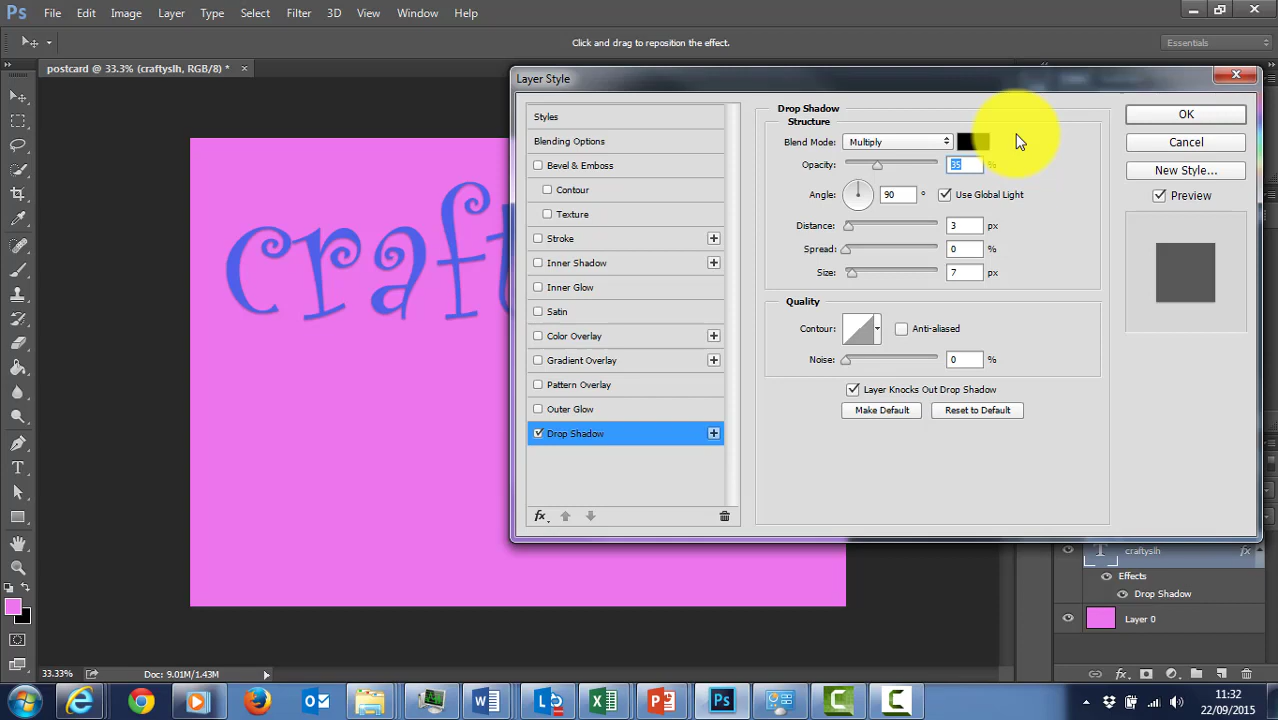 Ps File Edit Image Layer Type Select Filter 3D View Window Help
Click and drag to reposition the effect.
Essentials
postcard @ 33.3% (craftyslh, RGB/8) * ×
Layer Style
Styles
Blending Options
Bevel & Emboss
Contour
Texture
Stroke
Inner Shadow
Inner Glow
Satin
Color Overlay
Gradient Overlay
Pattern Overlay
Outer Glow
Drop Shadow
fx
Drop Shadow
Structure
Blend Mode: Multiply
Opacity: 35 %
Angle: 90 ° Use Global Light
Distance: 3 px
Spread: 0 %
Size: 7 px
Quality
Contour: Anti-aliased
Noise: 0 %
Layer Knocks Out Drop Shadow
Make Default Reset to Default
OK
Cancel
New Style...
Preview
craft
craftyslh fx
Effects
Drop Shadow
Layer 0
33.33% Doc: 9.01M/1.43M
fx
Ps
11:32
22/09/2015